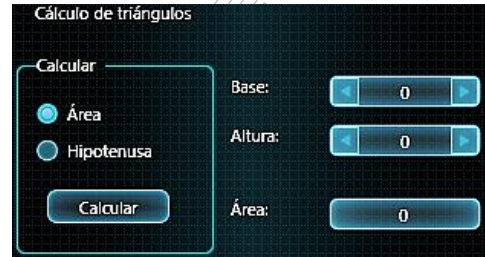 Cálculo de triángulos
Calcular
Área
Hipotenusa
Calcular
Base:
0
Altura:
0
Área:
0